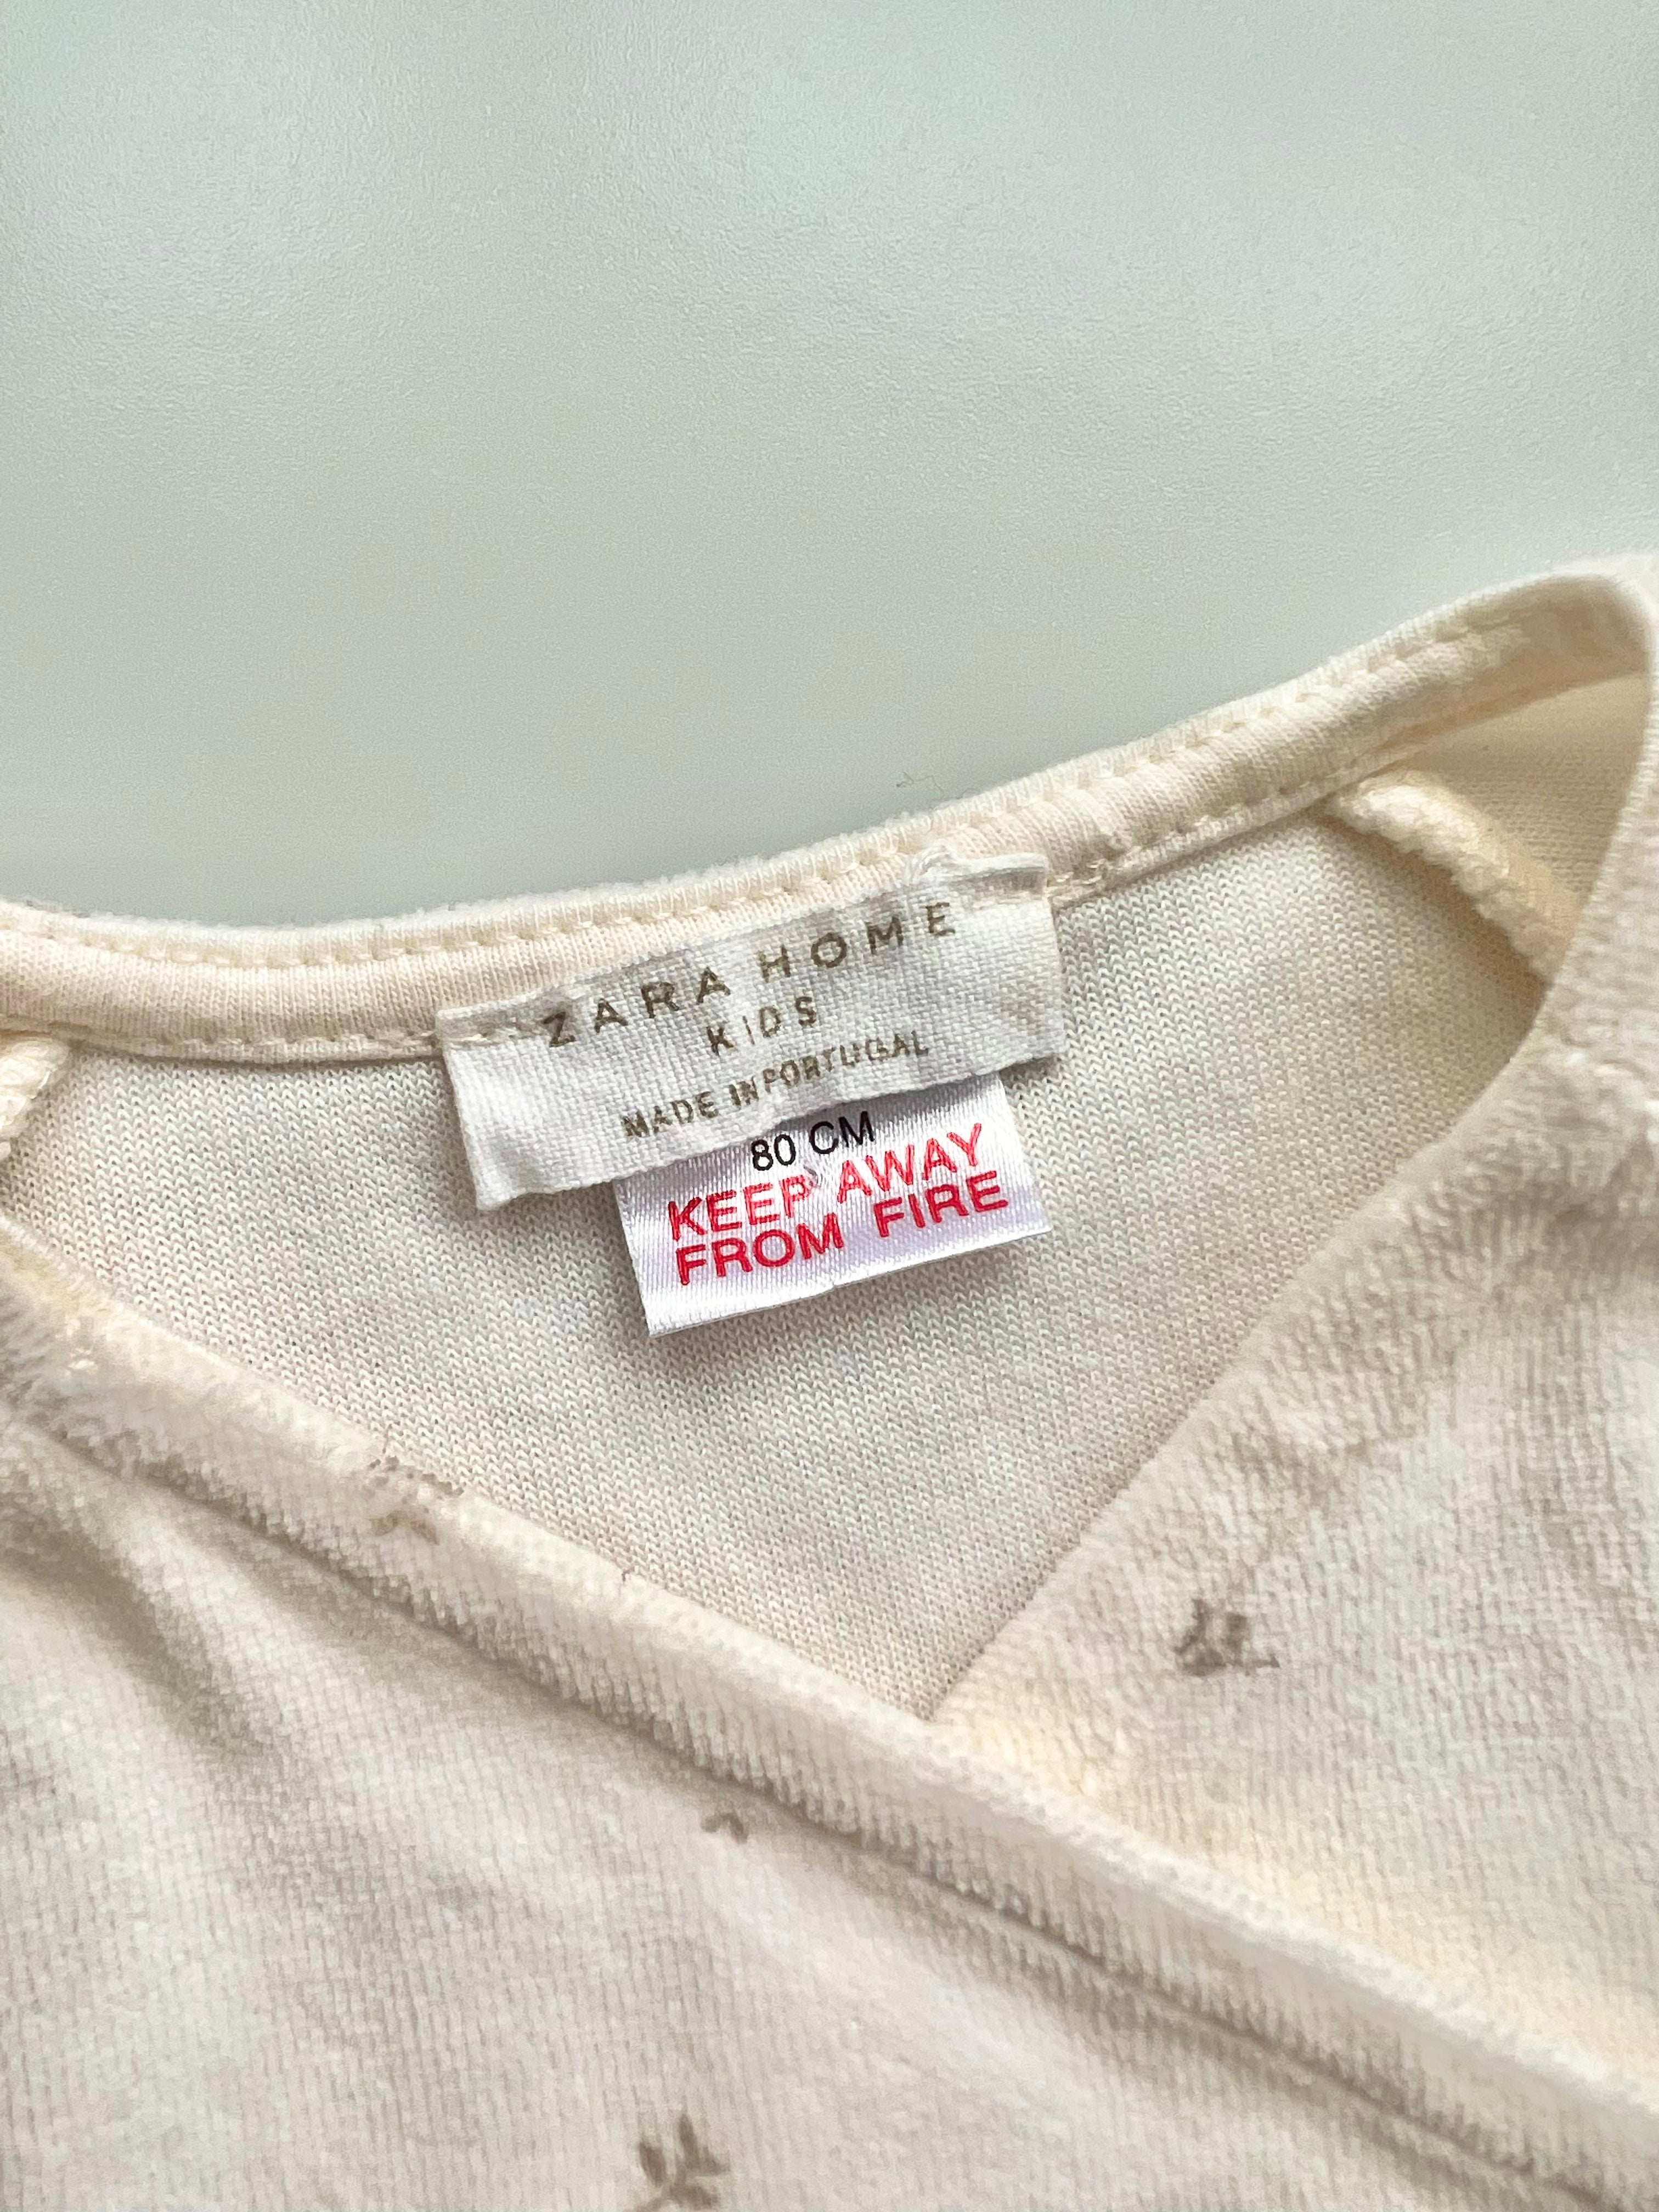 ZARA HOME
KIDS
MADE IN PORTUGAL
80 CM
KEEP AWAY
FROM FIRE